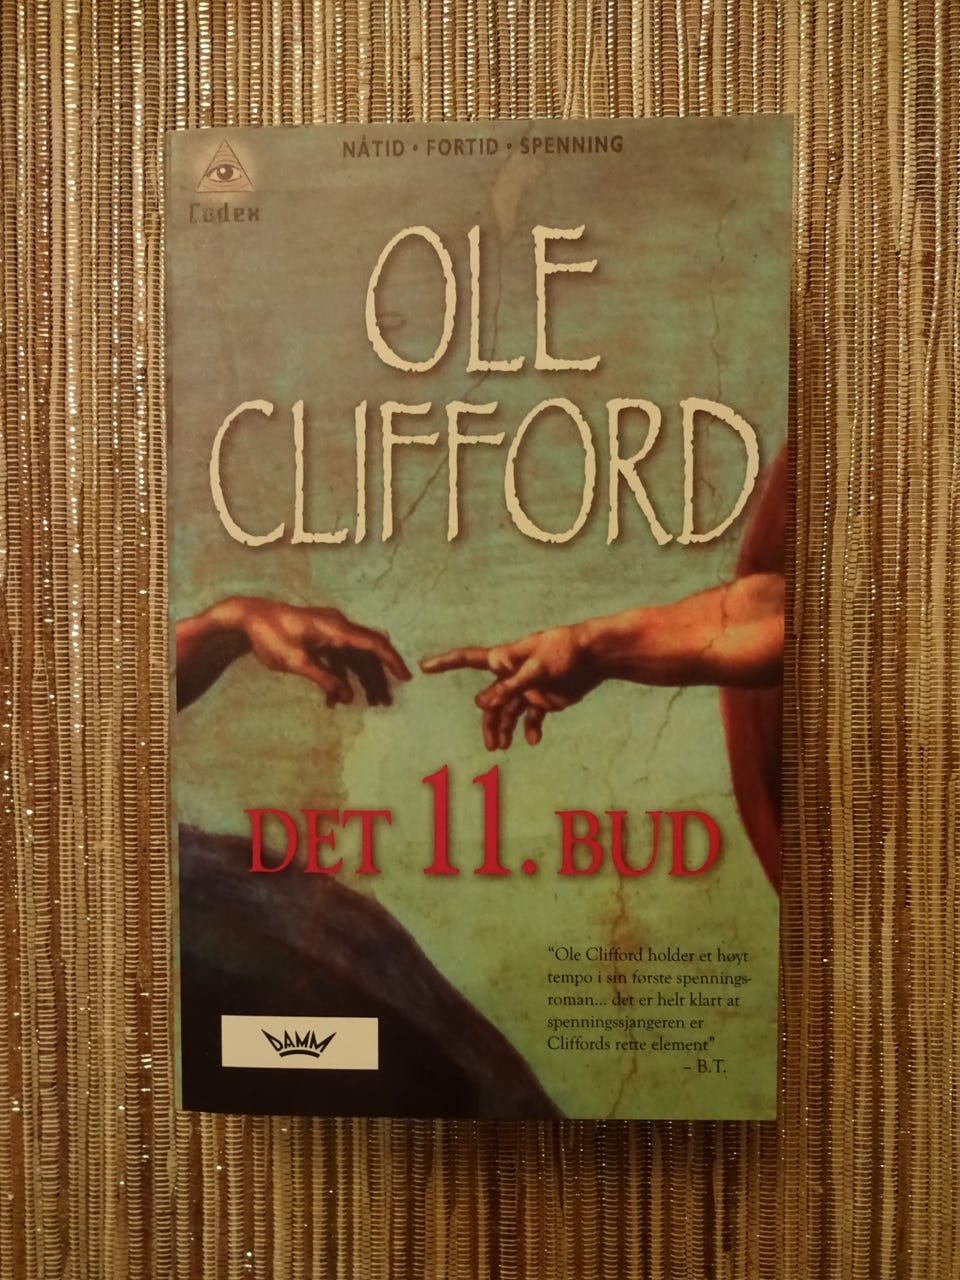 NÅTID • FORTID • SPENNING
Codex
OLE
CLIFFORD
DET 11. BUD
"Ole Clifford holder et høyt
tempo i sin første spennings-
roman... det er helt klart at
spenningssjangeren er
Cliffords rette element"
– B.T.
DAMM